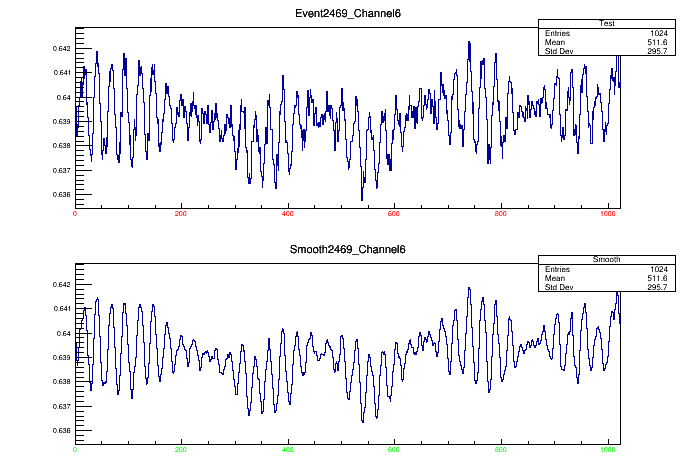 Event2469_Channel6
Test
Entries 1024
Mean 511.6
Std Dev 295.7
0.642
0.641
0.64
0.639
0.638
0.637
0.636
0 200 400 600 800 1000
Smooth2469_Channel6
Smooth
Entries 1024
Mean 511.6
Std Dev 295.7
0.642
0.641
0.64
0.639
0.638
0.637
0.636
0 200 400 600 800 1000